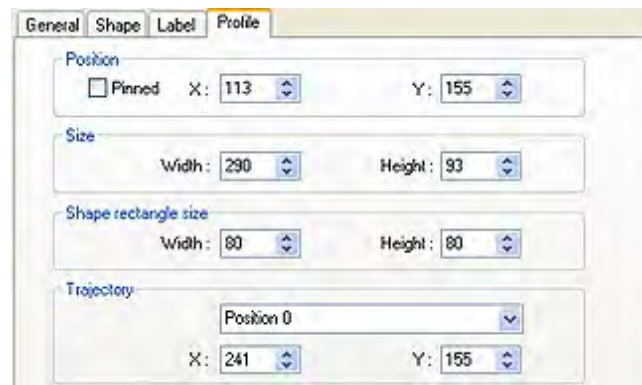 General Shape Label Profile
Position
Pinned X: 113 Y: 155
Size
Width: 290 Height: 93
Shape rectangle size
Width: 80 Height: 80
Trajectory
Position 0
X: 241 Y: 155